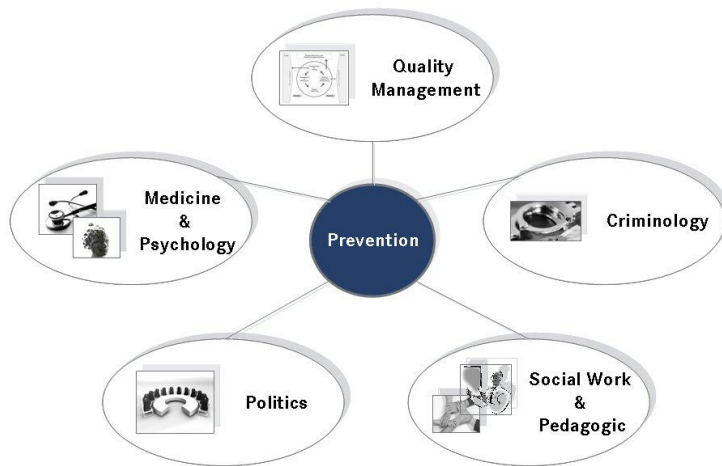 Quality
Management
Medicine
&
Psychology
Prevention
Criminology
Politics
Social Work
&
Pedagogic